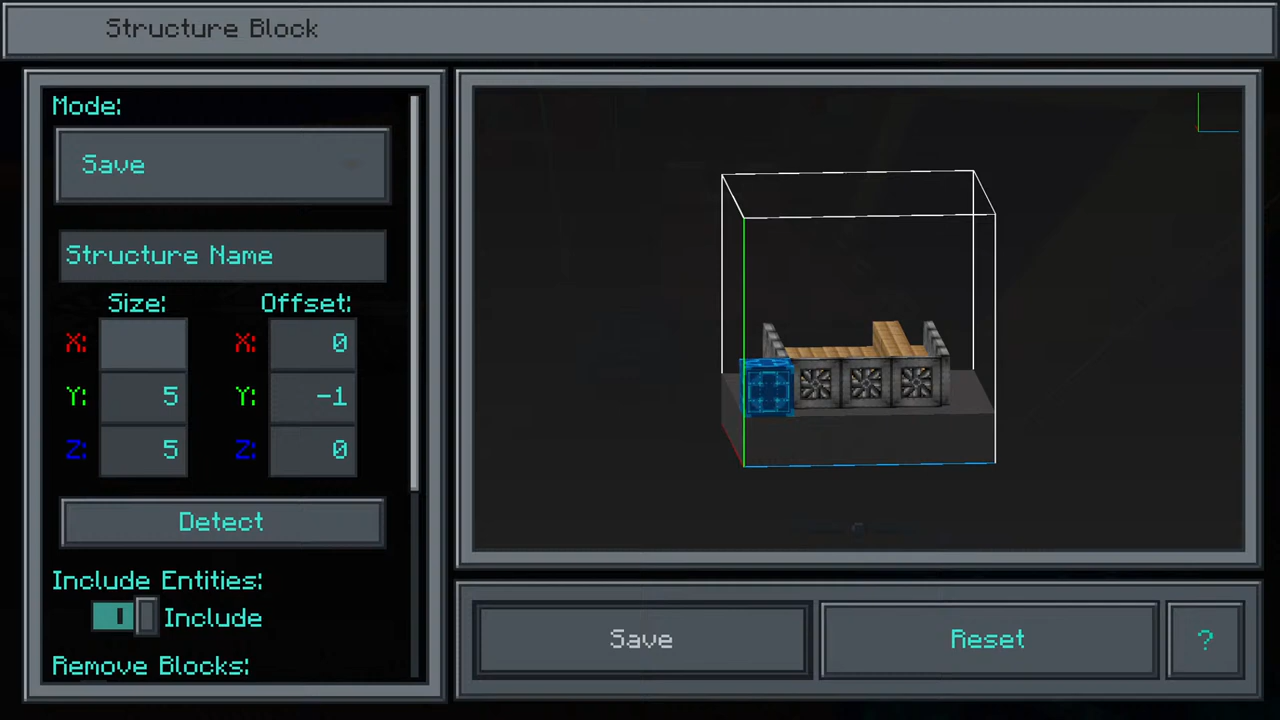 Structure Block
Mode:
Save
Structure Name
Size: Offset:
X: X: 0
Y: 5 Y: -1
Z: 5 Z: 0
Detect
Include Entities:
Include
Remove Blocks:
Save Reset ?